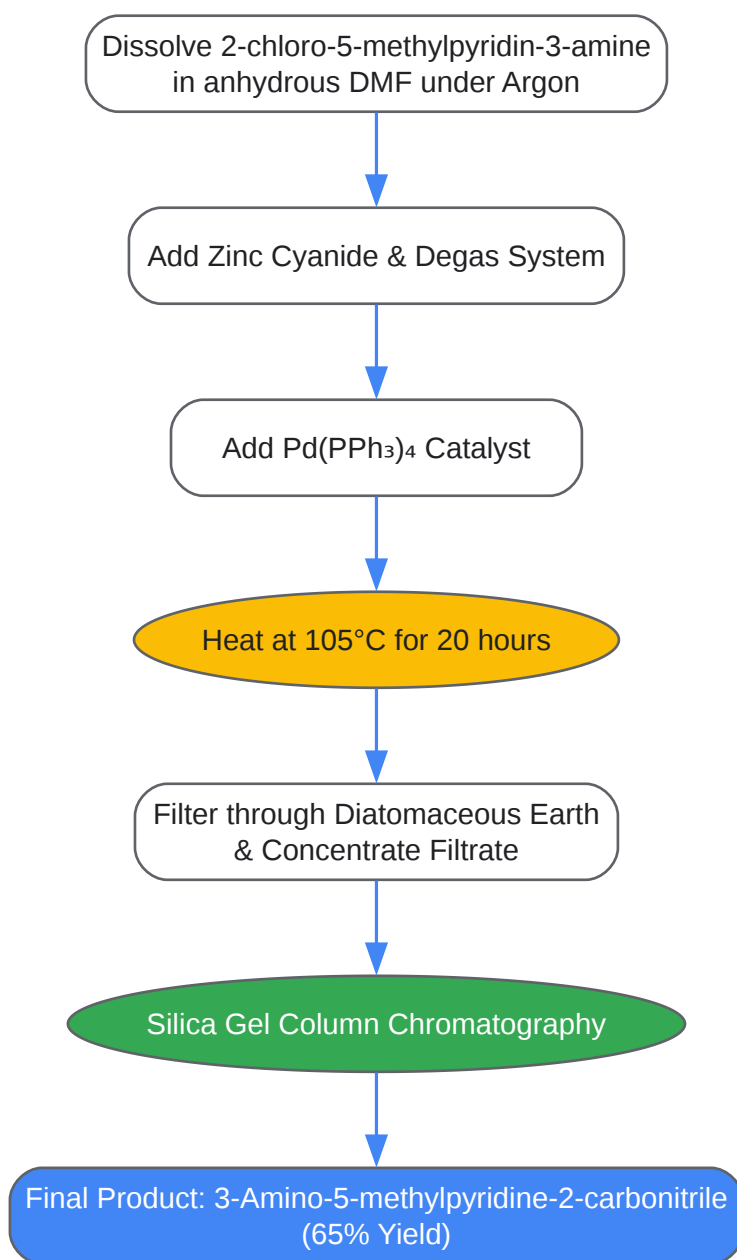 Dissolve 2-chloro-5-methylpyridin-3-amine
in anhydrous DMF under Argon
Add Zinc Cyanide & Degas System
Add Pd(PPh₃)₄ Catalyst
Heat at 105°C for 20 hours
Filter through Diatomaceous Earth
& Concentrate Filtrate
Silica Gel Column Chromatography
Final Product: 3-Amino-5-methylpyridine-2-carbonitrile
(65% Yield)